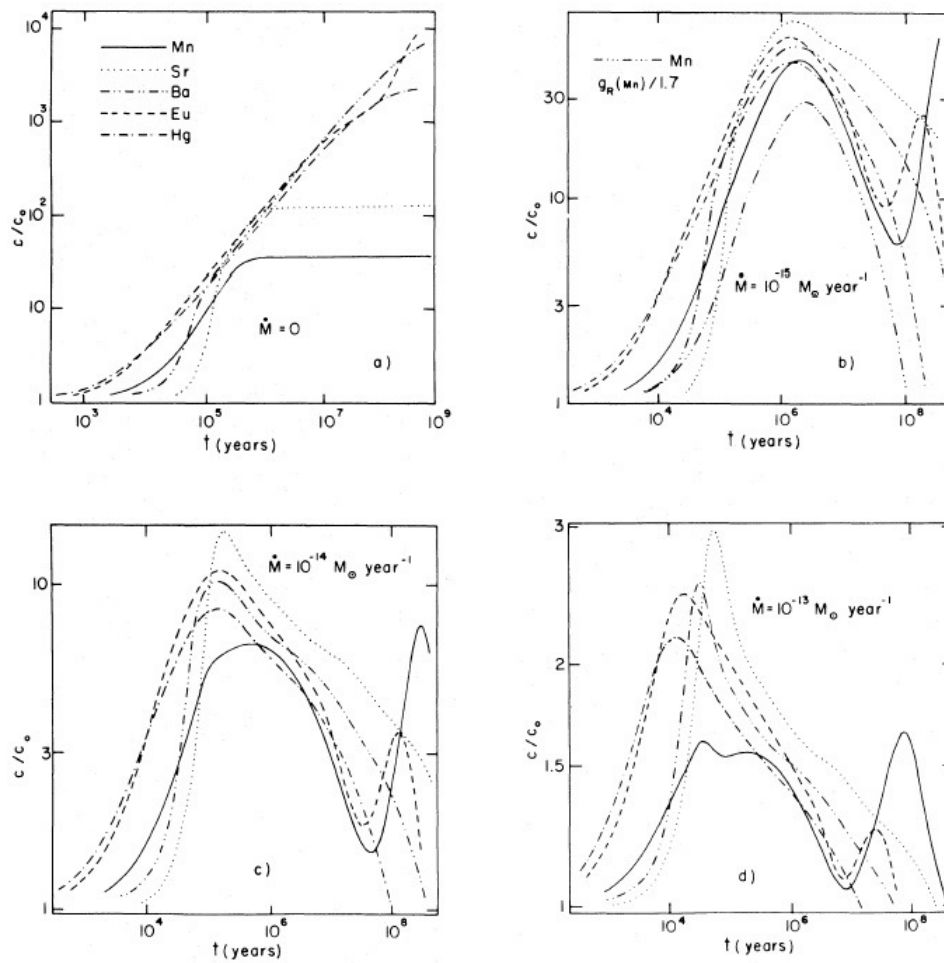 a)
Mn
Sr
Ba
Eu
Hg
Ṁ = 0
c/c₀
10⁴
10³
10²
10
1
10³
10⁵
10⁷
10⁹
t (years)
b)
Mn
g_R(Mn)/1.7
Ṁ = 10⁻¹⁵ M⊙ year⁻¹
c/c₀
30
10
3
1
10⁴
10⁶
10⁸
t (years)
c)
Ṁ = 10⁻¹⁴ M⊙ year⁻¹
c/c₀
10
3
1
10⁴
10⁶
10⁸
t (years)
d)
Ṁ = 10⁻¹³ M⊙ year⁻¹
c/c₀
3
2
1.5
1
10⁴
10⁶
10⁸
t (years)